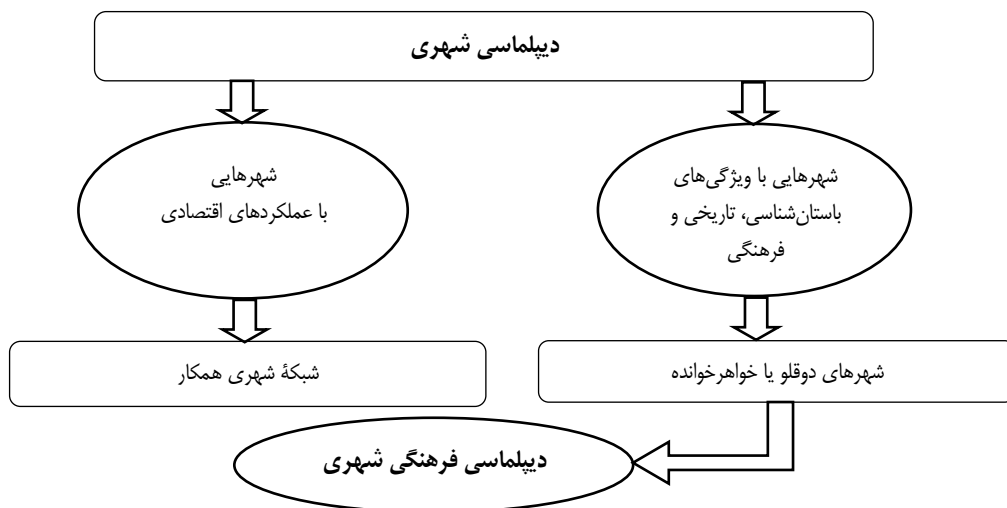 دیپلماسی شهری
شهرهایی با ویژگی‌های
باستان‌شناسی، تاریخی و
فرهنگی
شهرهایی
با عملکردهای اقتصادی
شهرهای دوقلو یا خواهرخوانده
شبکۀ شهری همکار
دیپلماسی فرهنگی شهری